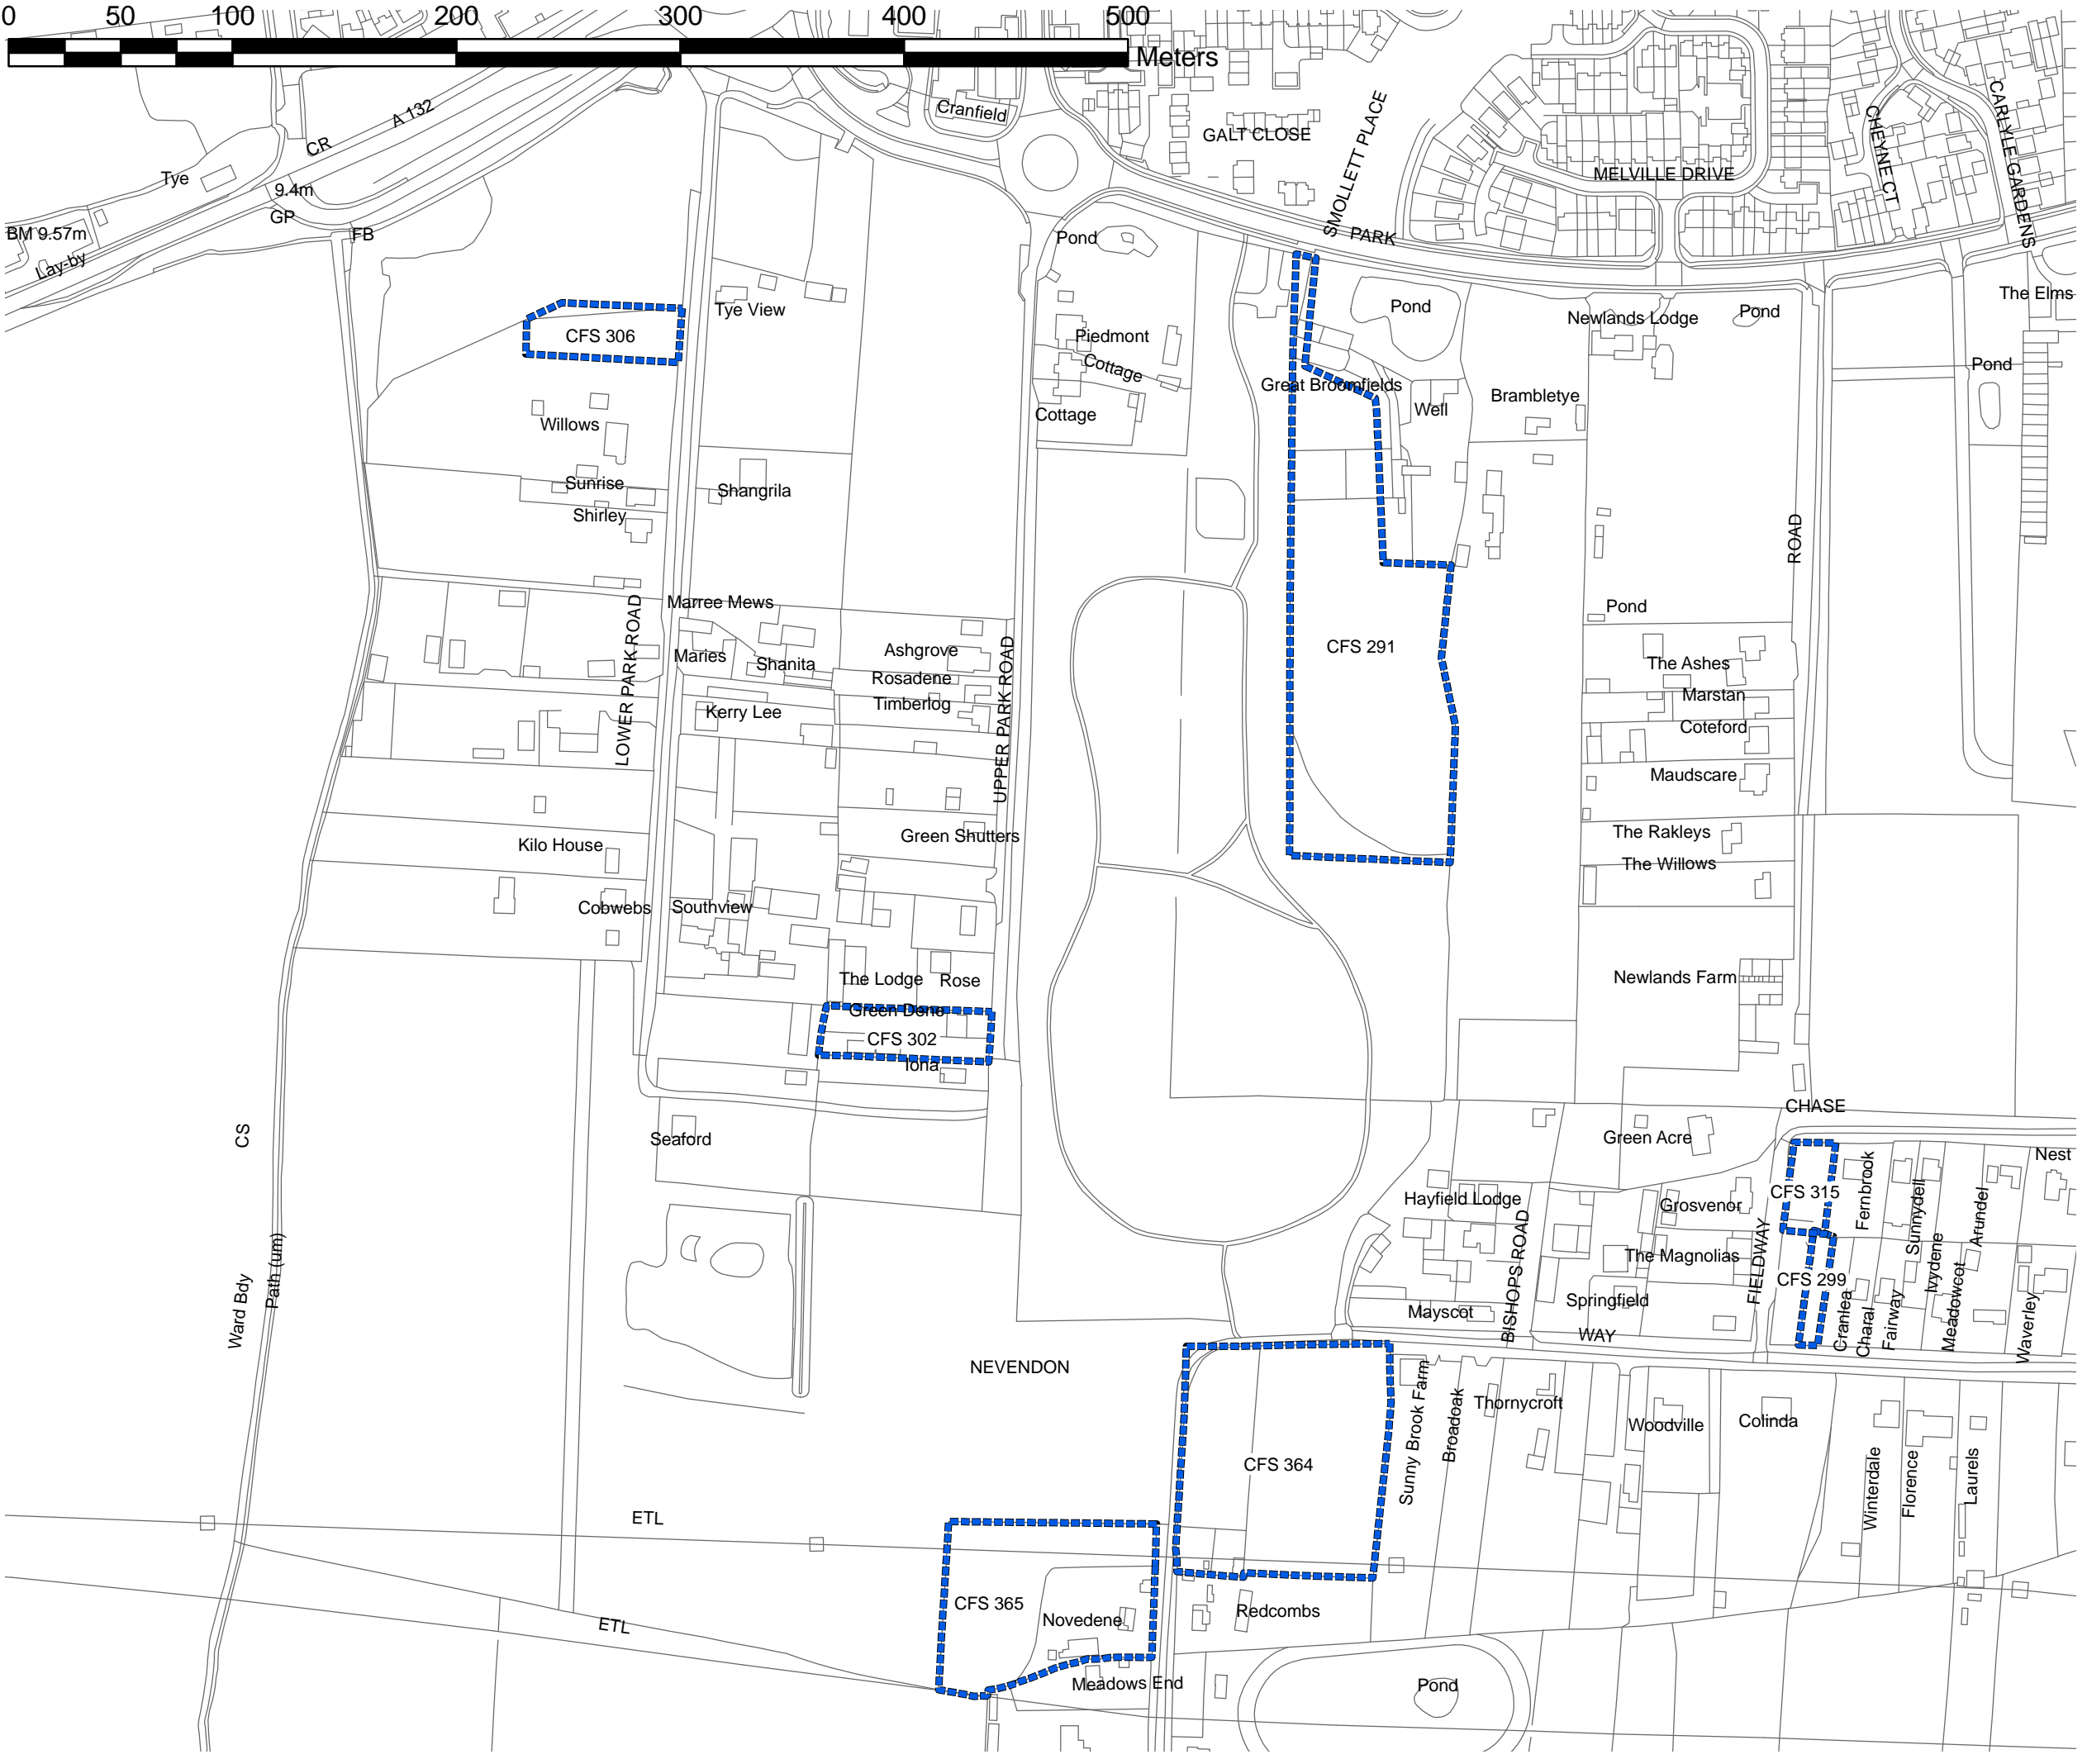 0 50 100 200 300 400 500
Meters
A 132
CR
Cranfield
GALT CLOSE
SMOLLETT PLACE
MELVILLE DRIVE
CHEYNE CT
CARLYLE GARDENS
Tye
9.4m
GP
FB
BM 9.57m
Lay-by
PARK
Pond
Pond
Pond
The Elms
Newlands Lodge
CFS 306
Tye View
Piedmont
Cottage
Cottage
Great Broomfields
Well
Brambletye
Pond
Willows
Sunrise
Shirley
Shangrila
ROAD
LOWER PARK ROAD
Marree Mews
Maries
Shanita
Kerry Lee
Ashgrove
Rosadene
Timberlog
UPPER PARK ROAD
CFS 291
Pond
The Ashes
Marstan
Coteford
Maudscare
The Rakleys
The Willows
Green Shutters
Kilo House
Cobwebs
Southview
The Lodge
Rose
Newlands Farm
Green Dene
CFS 302
Iona
CHASE
CS
Seaford
Green Acre
Nest
Hayfield Lodge
Grosvenor
CFS 315
Fernbrook
Sunnydell
Arundel
The Magnolias
FIELDWAY
CFS 299
Ivydene
BISHOPS ROAD
Springfield
Mayscot
WAY
Cranlea
Charal
Fairway
Meadowcot
Waverley
Ward Bdy
Path (um)
NEVENDON
Sunny Brook Farm
Broadoak
Thornycroft
Woodville
Colinda
CFS 364
Winterdale
Florence
Laurels
ETL
ETL
CFS 365
Novedene
Redcombs
Meadows End
Pond